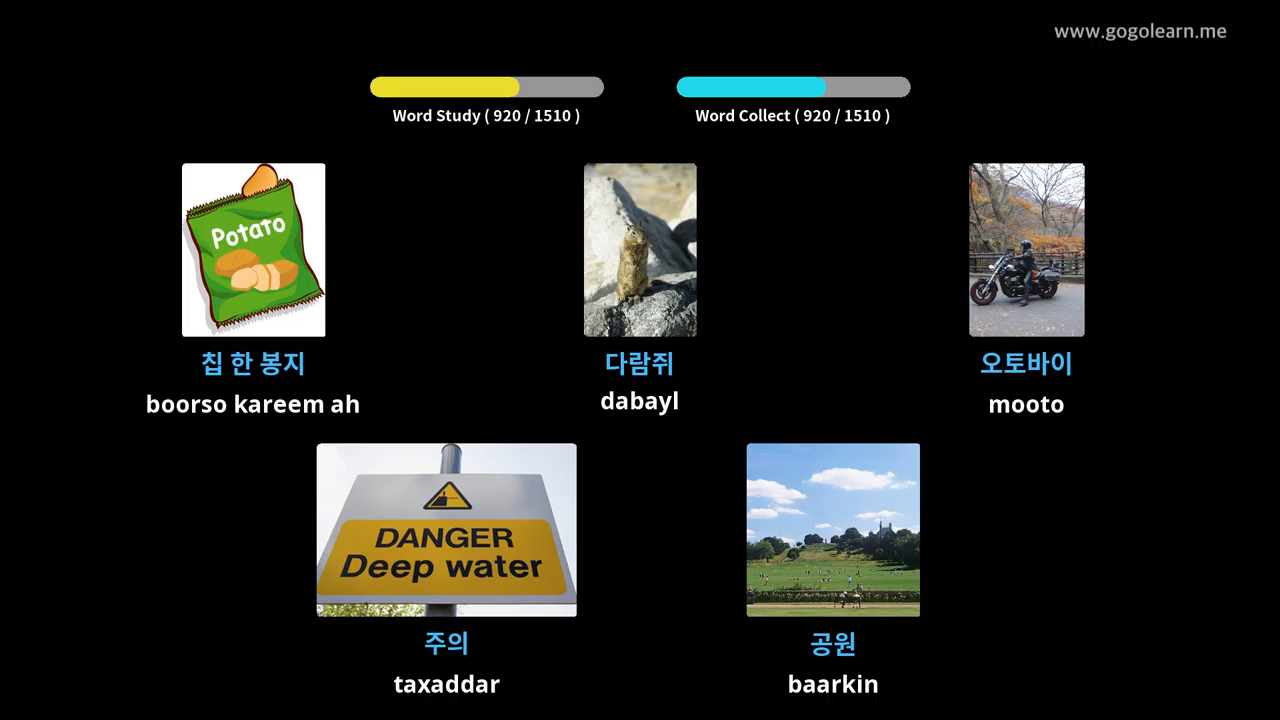 www.gogolearn.me
Word Study ( 920 / 1510 )
Word Collect ( 920 / 1510 )
Potato
칩 한 봉지
boorso kareem ah
다람쥐
dabayl
오토바이
mooto
DANGER
Deep water
주의
taxaddar
공원
baarkin